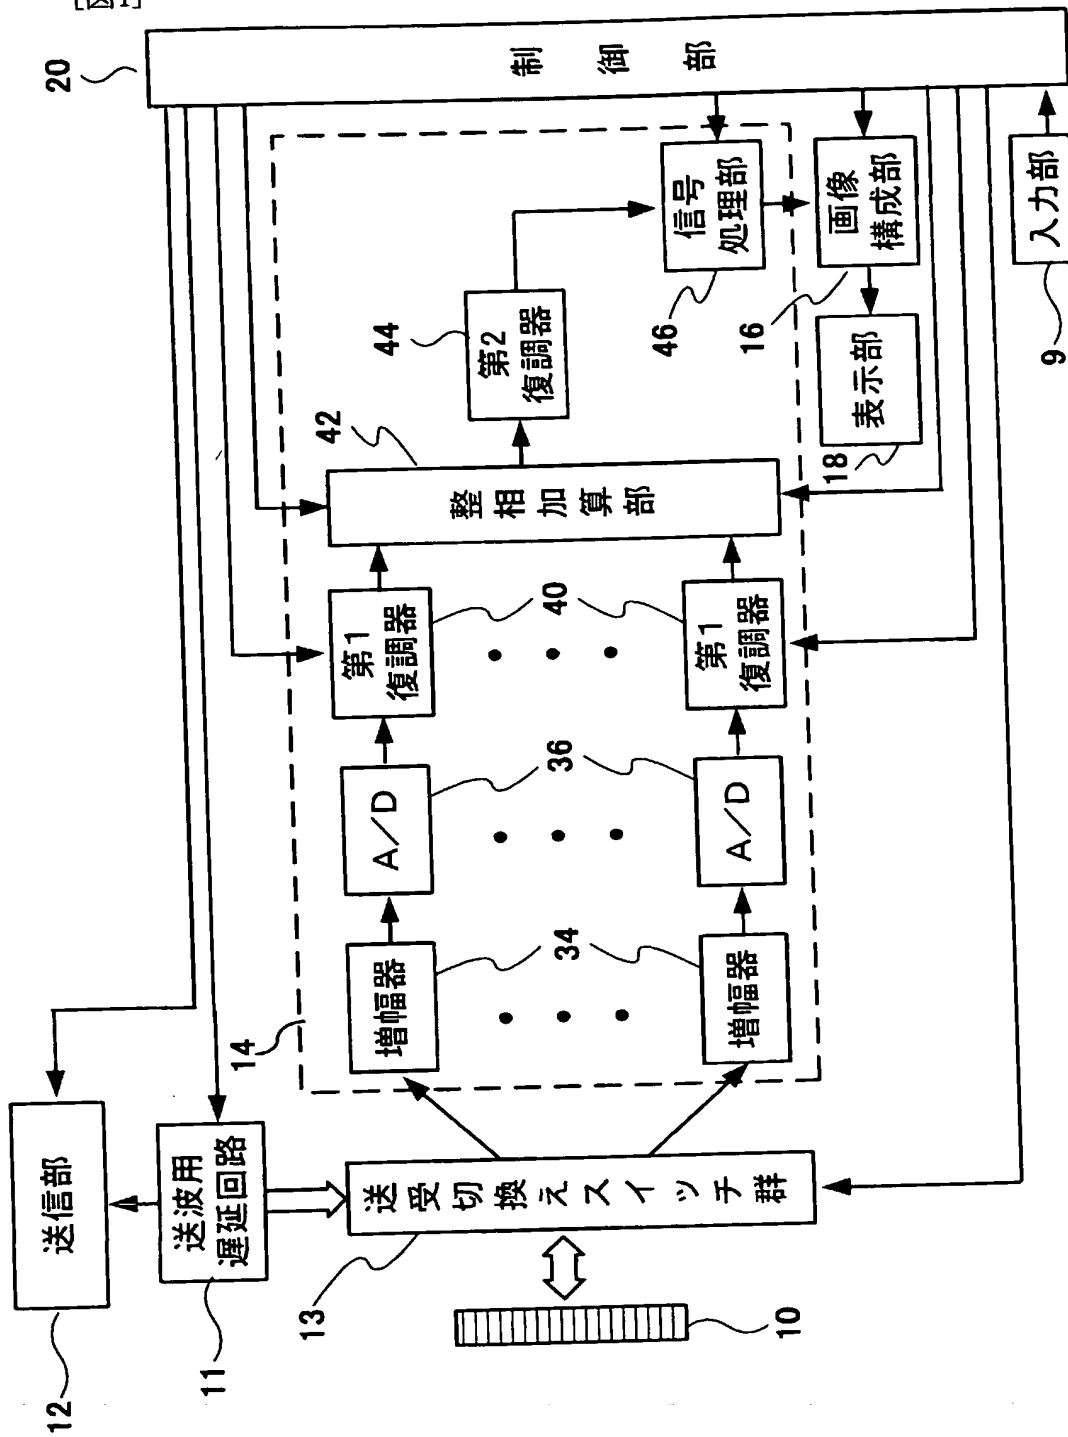 20
制御部
送信部
12
送波用
遅延回路
11
送受切換えスイッチ群
13
10
14
増幅器
34
増幅器
A/D
36
A/D
第1
復調器
40
第1
復調器
整相加算部
42
第2
復調器
44
信号
処理部
46
画像
構成部
16
表示部
18
入力部
9